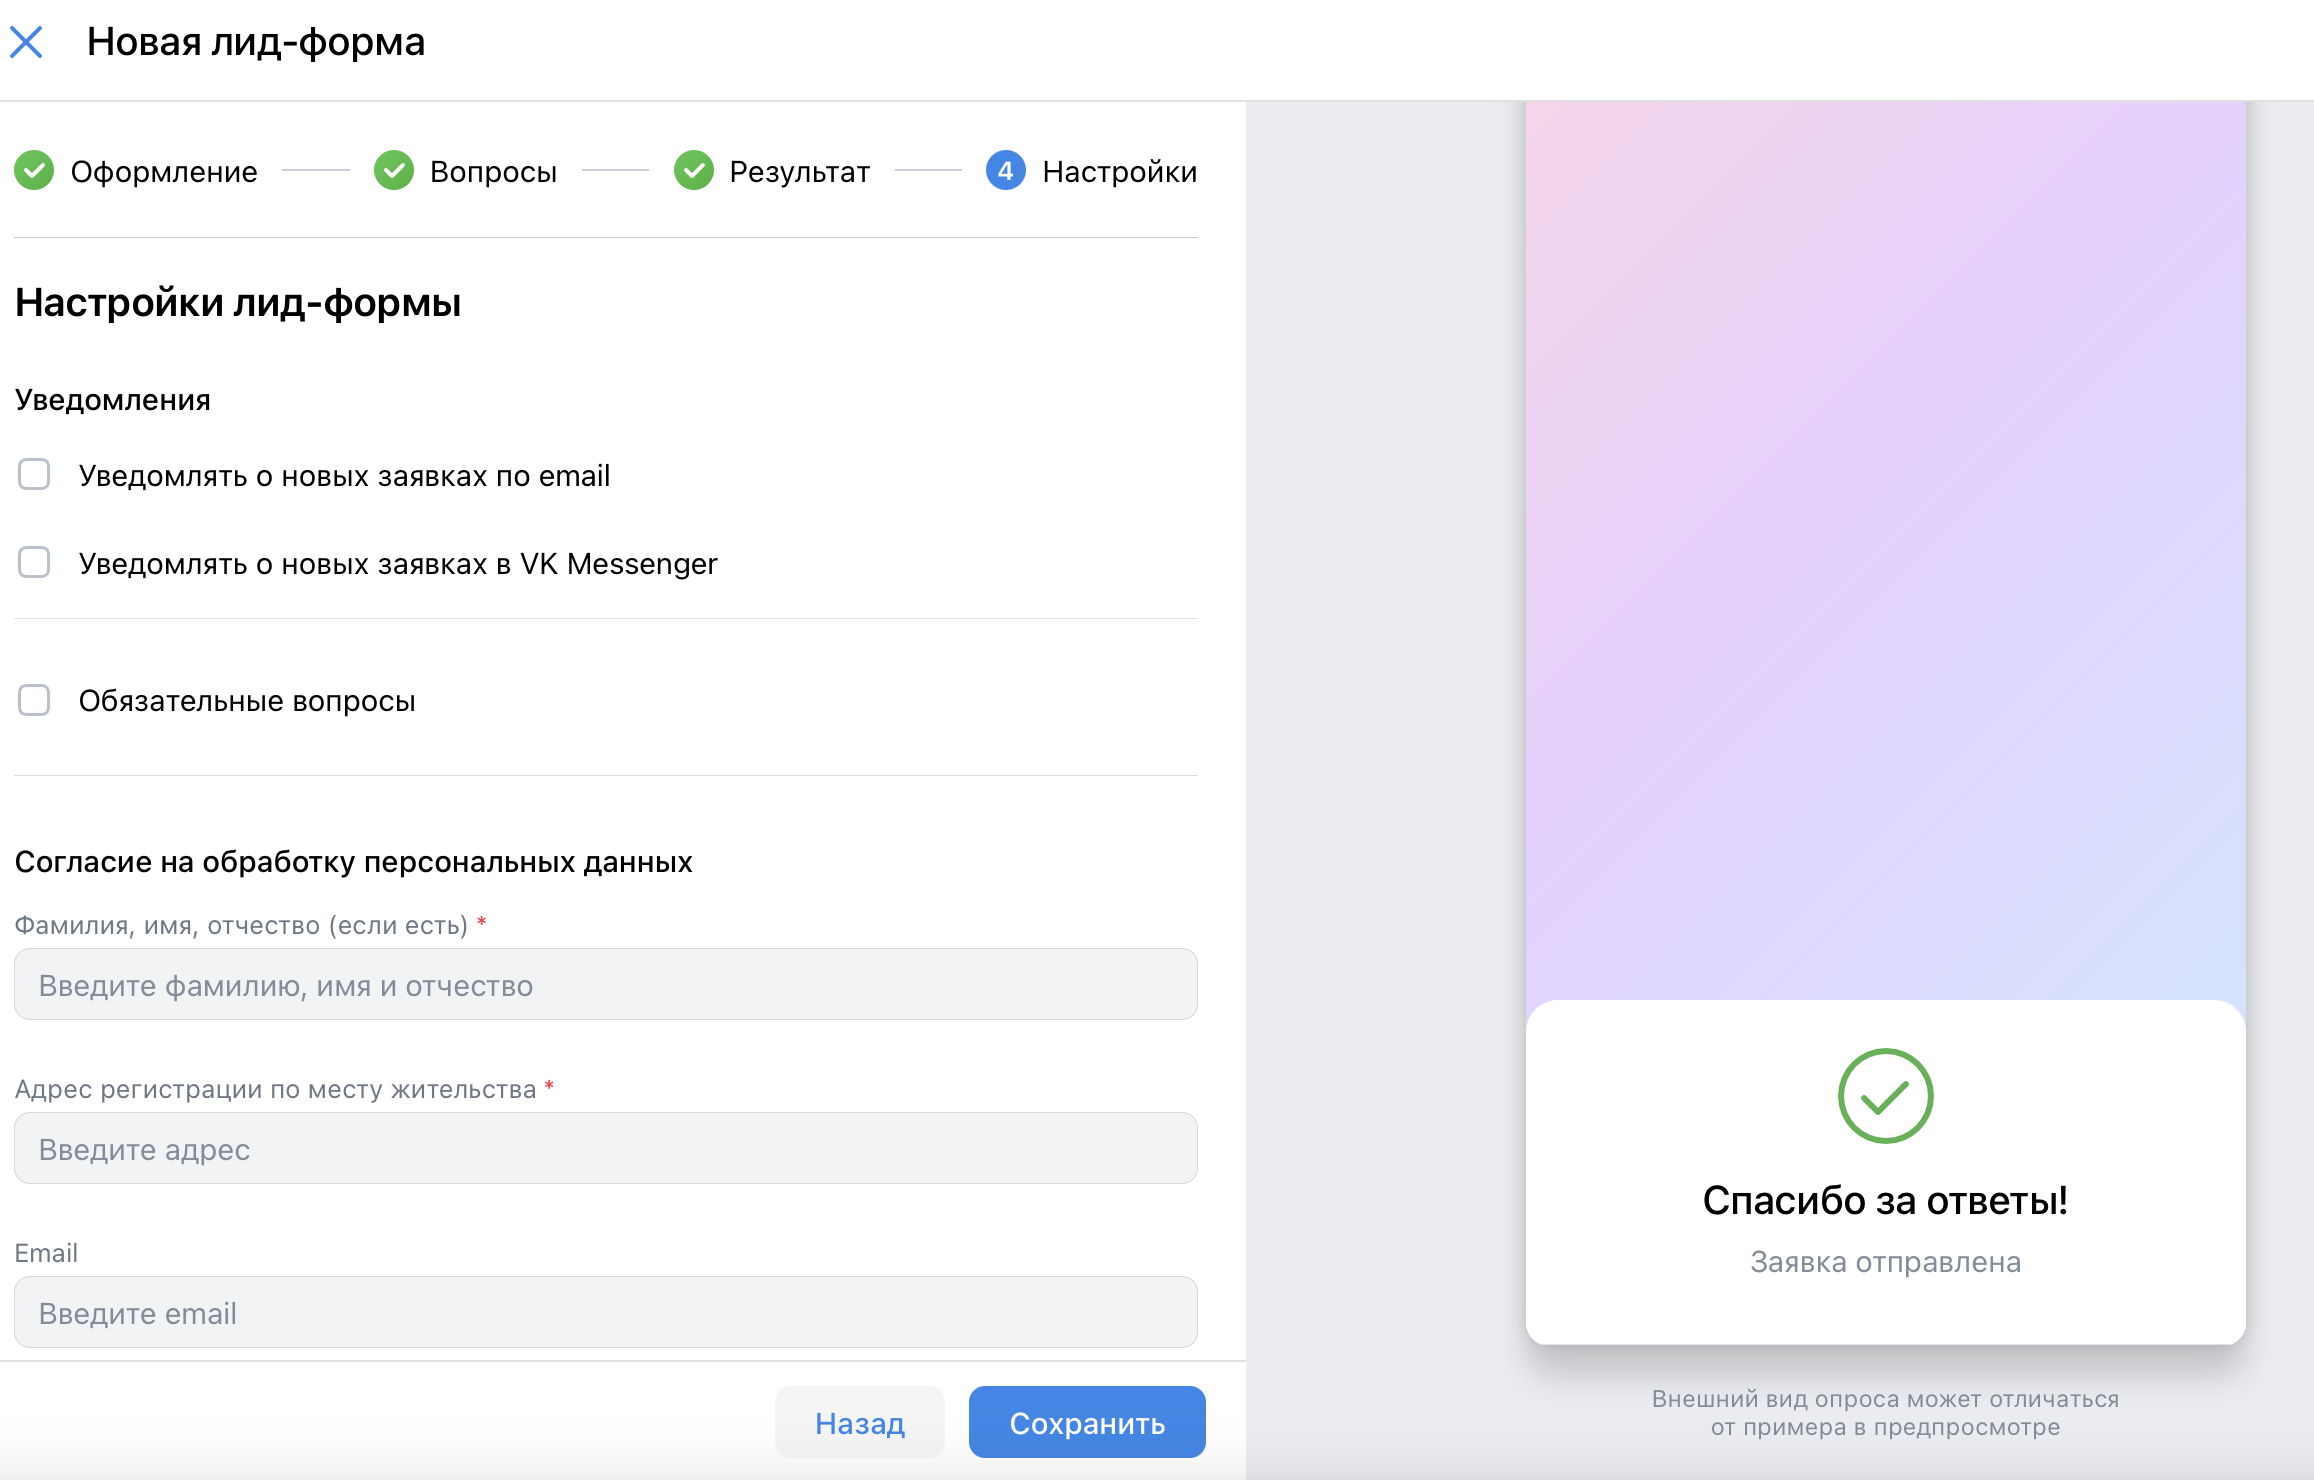 Новая лид-форма
Оформление
Вопросы
Результат
4 Настройки
Настройки лид-формы
Уведомления
Уведомлять о новых заявках по email
Уведомлять о новых заявках в VK Messenger
Обязательные вопросы
Согласие на обработку персональных данных
Фамилия, имя, отчество (если есть) *
Введите фамилию, имя и отчество
Адрес регистрации по месту жительства *
Введите адрес
Email
Введите email
Назад
Сохранить
Спасибо за ответы!
Заявка отправлена
Внешний вид опроса может отличаться
от примера в предпросмотре